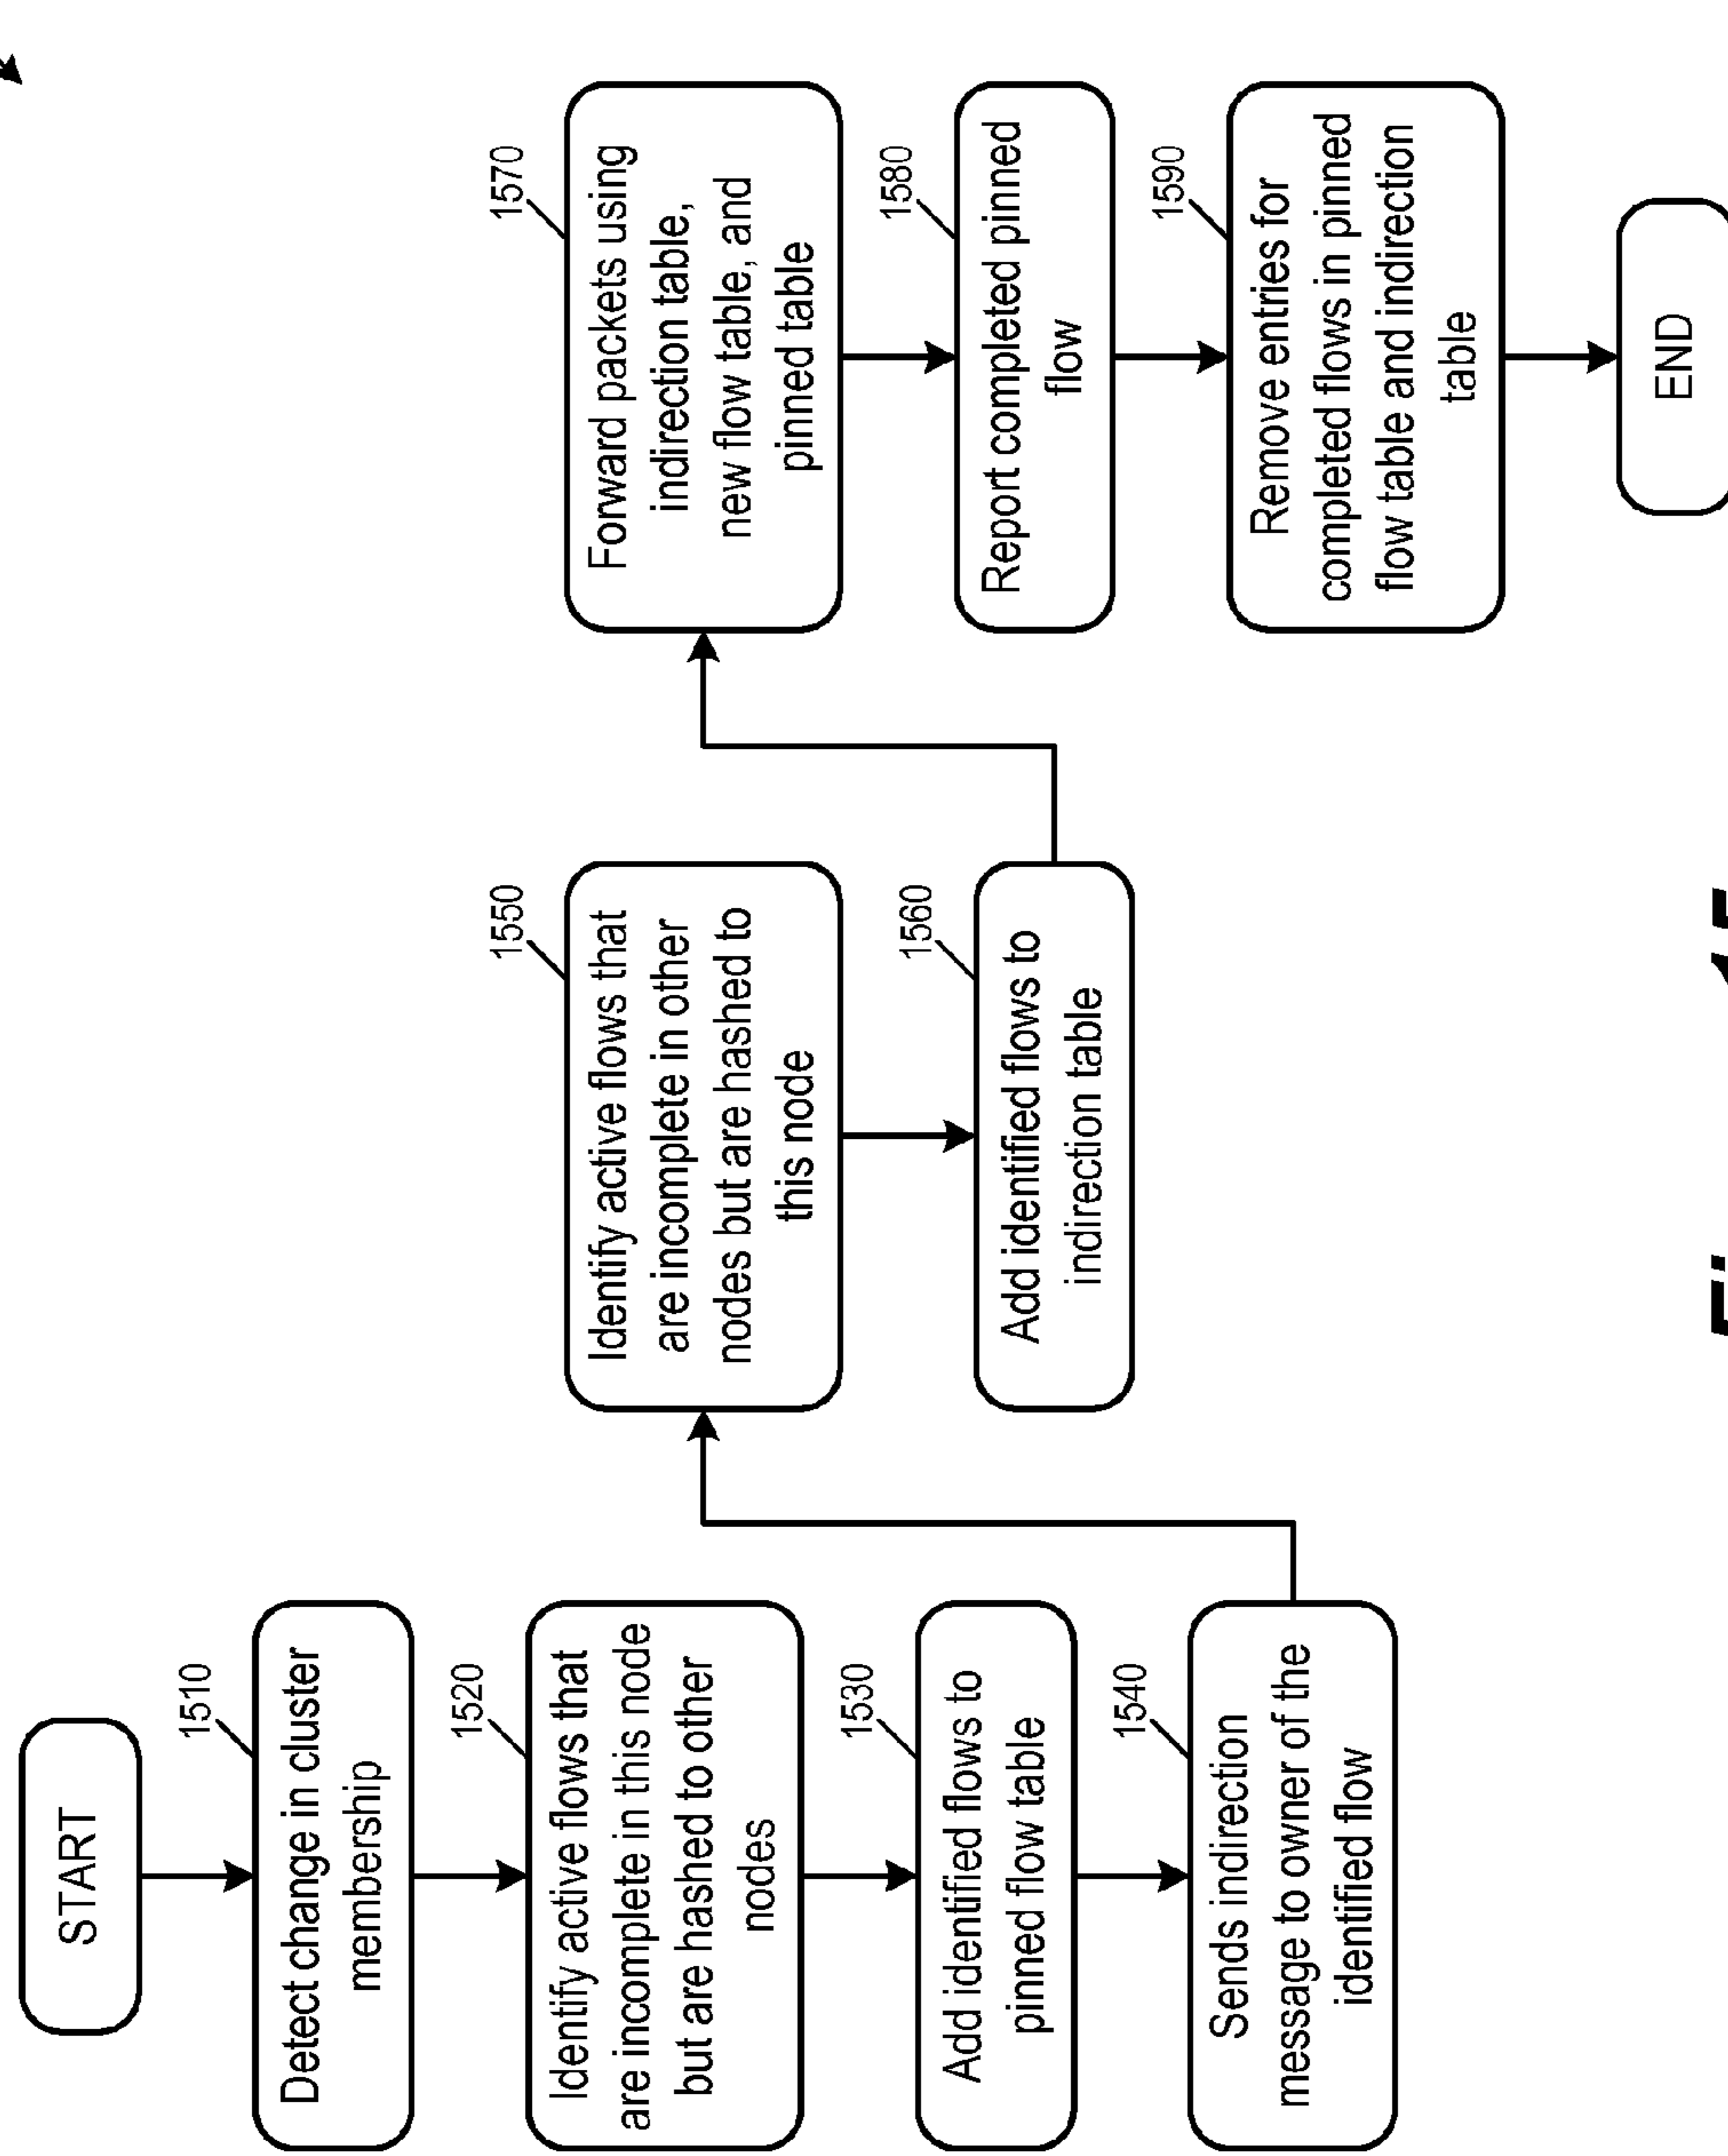 START
1510
Detect change in cluster
membership
1520
Identify active flows that
are incomplete in this node
but are hashed to other
nodes
1530
Add identified flows to
pinned flow table
1540
Sends indirection
message to owner of the
identified flow
1550
Identify active flows that
are incomplete in other
nodes but are hashed to
this node
1560
Add identified flows to
indirection table
1570
Forward packets using
indirection table,
new flow table, and
pinned table
1580
Report completed pinned
flow
1590
Remove entries for
completed flows in pinned
flow table and indirection
table
END